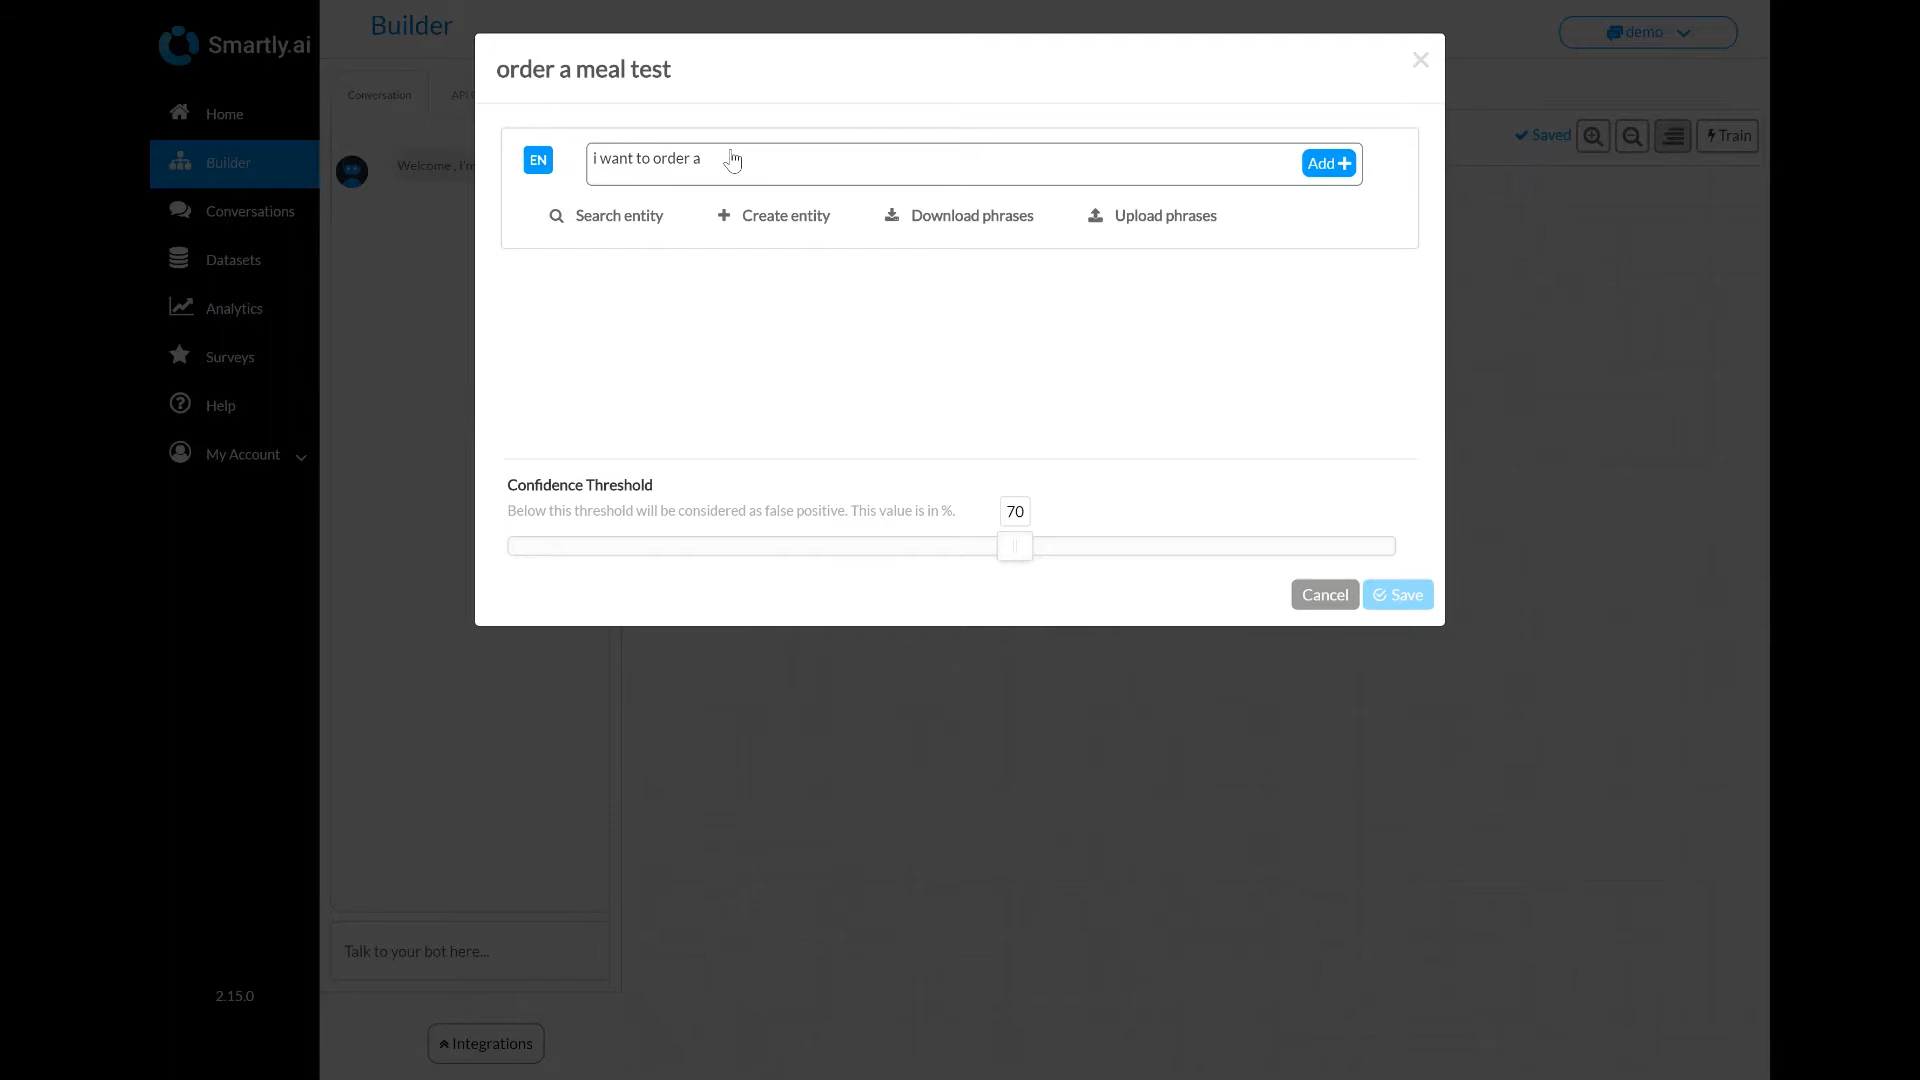 Smartly.ai
Home
Builder
Conversations
Datasets
Analytics
Surveys
Help
My Account
2.15.0
Builder
demo
Conversation
API
Saved
Train
Welcome , I'm
order a meal test
EN
i want to order a
Add
Search entity
Create entity
Download phrases
Upload phrases
Confidence Threshold
Below this threshold will be considered as false positive. This value is in %.
70
Cancel
Save
Talk to your bot here...
Integrations